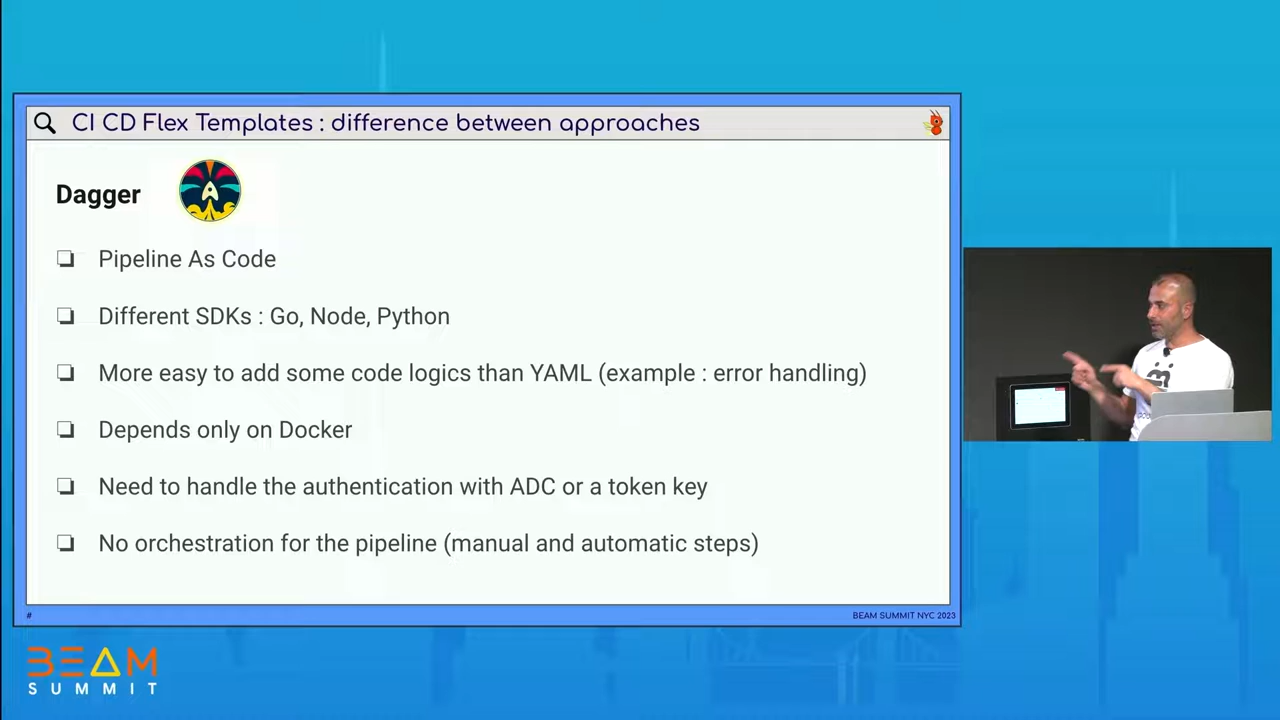 CI CD Flex Templates : difference between approaches
Dagger
Pipeline As Code
Different SDKs : Go, Node, Python
More easy to add some code logics than YAML (example : error handling)
Depends only on Docker
Need to handle the authentication with ADC or a token key
No orchestration for the pipeline (manual and automatic steps)
#
BEAM SUMMIT NYC 2023
BEAM
SUMMIT